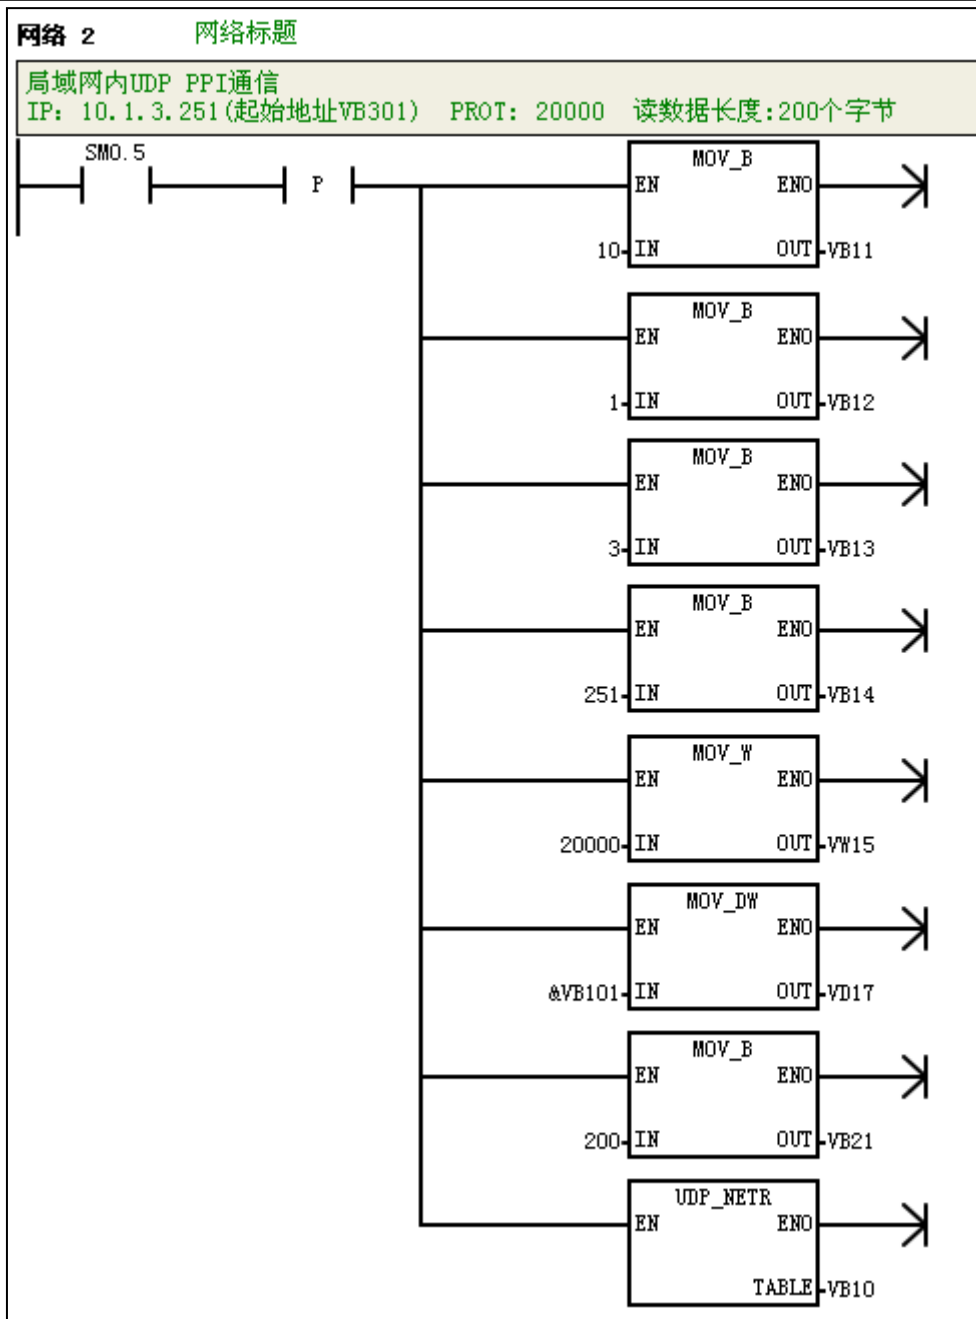 网络 2 网络标题
局域网内UDP PPI通信
IP: 10.1.3.251(起始地址VB301) PROT: 20000 读数据长度:200个字节
SM0.5
P
MOV_B
EN ENO
10 IN OUT VB11
MOV_B
EN ENO
1 IN OUT VB12
MOV_B
EN ENO
3 IN OUT VB13
MOV_B
EN ENO
251 IN OUT VB14
MOV_W
EN ENO
20000 IN OUT VW15
MOV_DW
EN ENO
&VB101 IN OUT VD17
MOV_B
EN ENO
200 IN OUT VB21
UDP_NETR
EN ENO
TABLE VB10